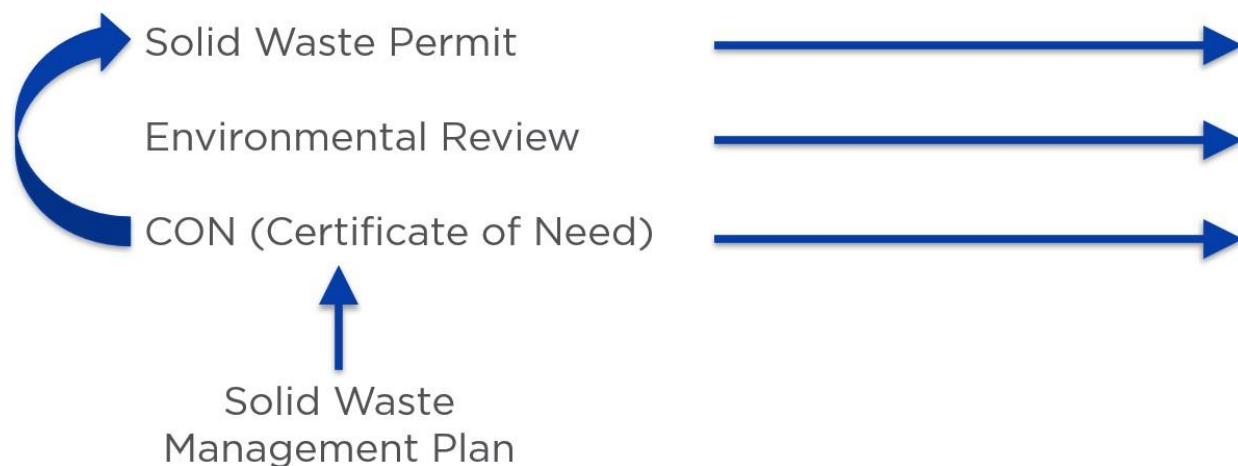 Solid Waste Permit
Environmental Review
CON (Certificate of Need)
Solid Waste
Management Plan